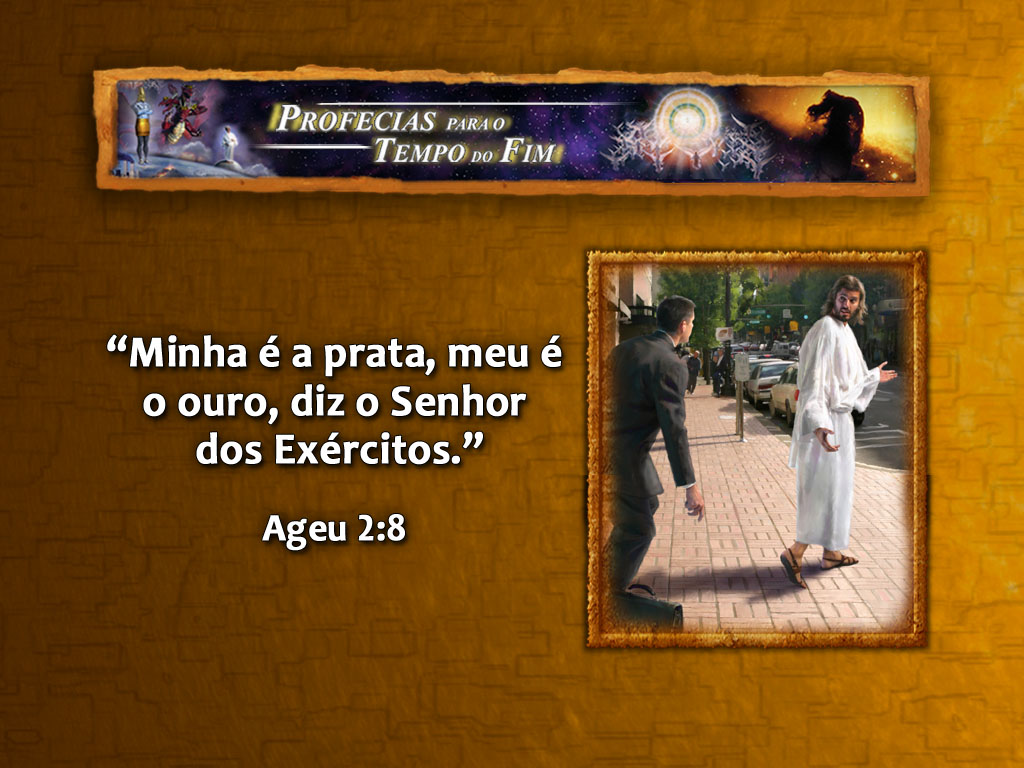 PROFECIAS PARA O
TEMPO DO FIM
“Minha é a prata, meu é
o ouro, diz o Senhor
dos Exércitos.”
Ageu 2:8